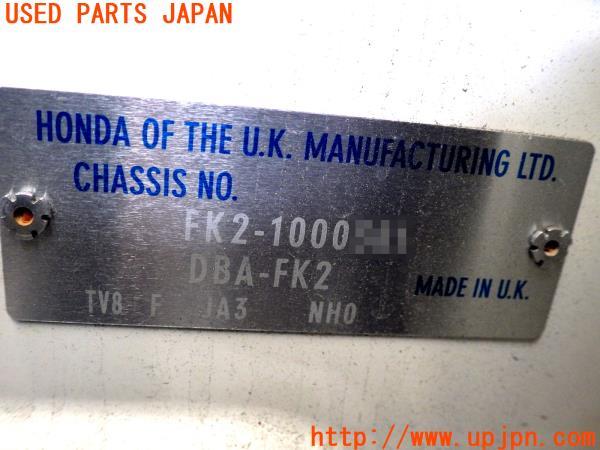 USED PARTS JAPAN
HONDA OF THE U.K. MANUFACTURING LTD.
CHASSIS NO.
FK2-1000
DBA-FK2
MADE IN U.K.
TV8 F JA3 NH0
http://www.upjpn.com/